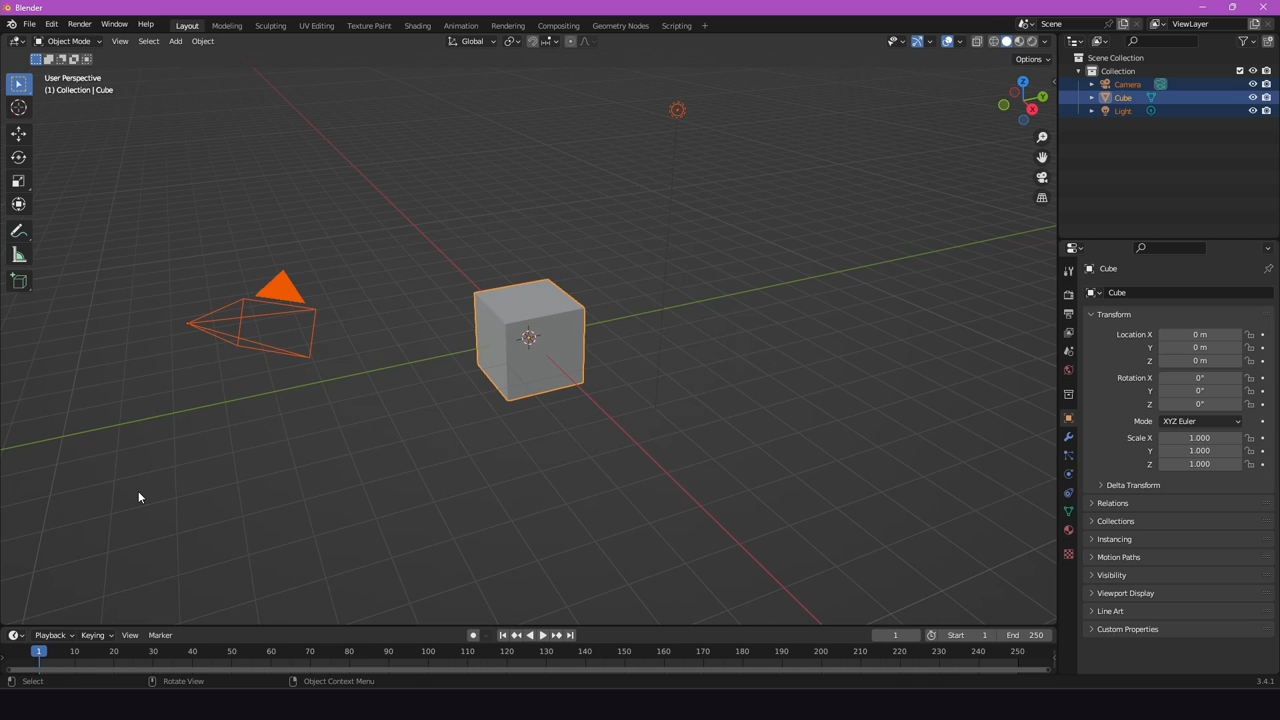 Blender
File Edit Render Window Help Layout Modeling Sculpting UV Editing Texture Paint Shading Animation Rendering Compositing Geometry Nodes Scripting + Scene ViewLayer
Object Mode View Select Add Object Global
Options
User Perspective
(1) Collection | Cube
Z
Y
X
Scene Collection
Collection
Camera
Cube
Light
Cube
Cube
Transform
Location X 0 m
Y 0 m
Z 0 m
Rotation X 0°
Y 0°
Z 0°
Mode XYZ Euler
Scale X 1.000
Y 1.000
Z 1.000
Delta Transform
Relations
Collections
Instancing
Motion Paths
Visibility
Viewport Display
Line Art
Custom Properties
Playback Keying View Marker 1 Start 1 End 250
1 10 20 30 40 50 60 70 80 90 100 110 120 130 140 150 160 170 180 190 200 210 220 230 240 250
Select Rotate View Object Context Menu 3.4.1